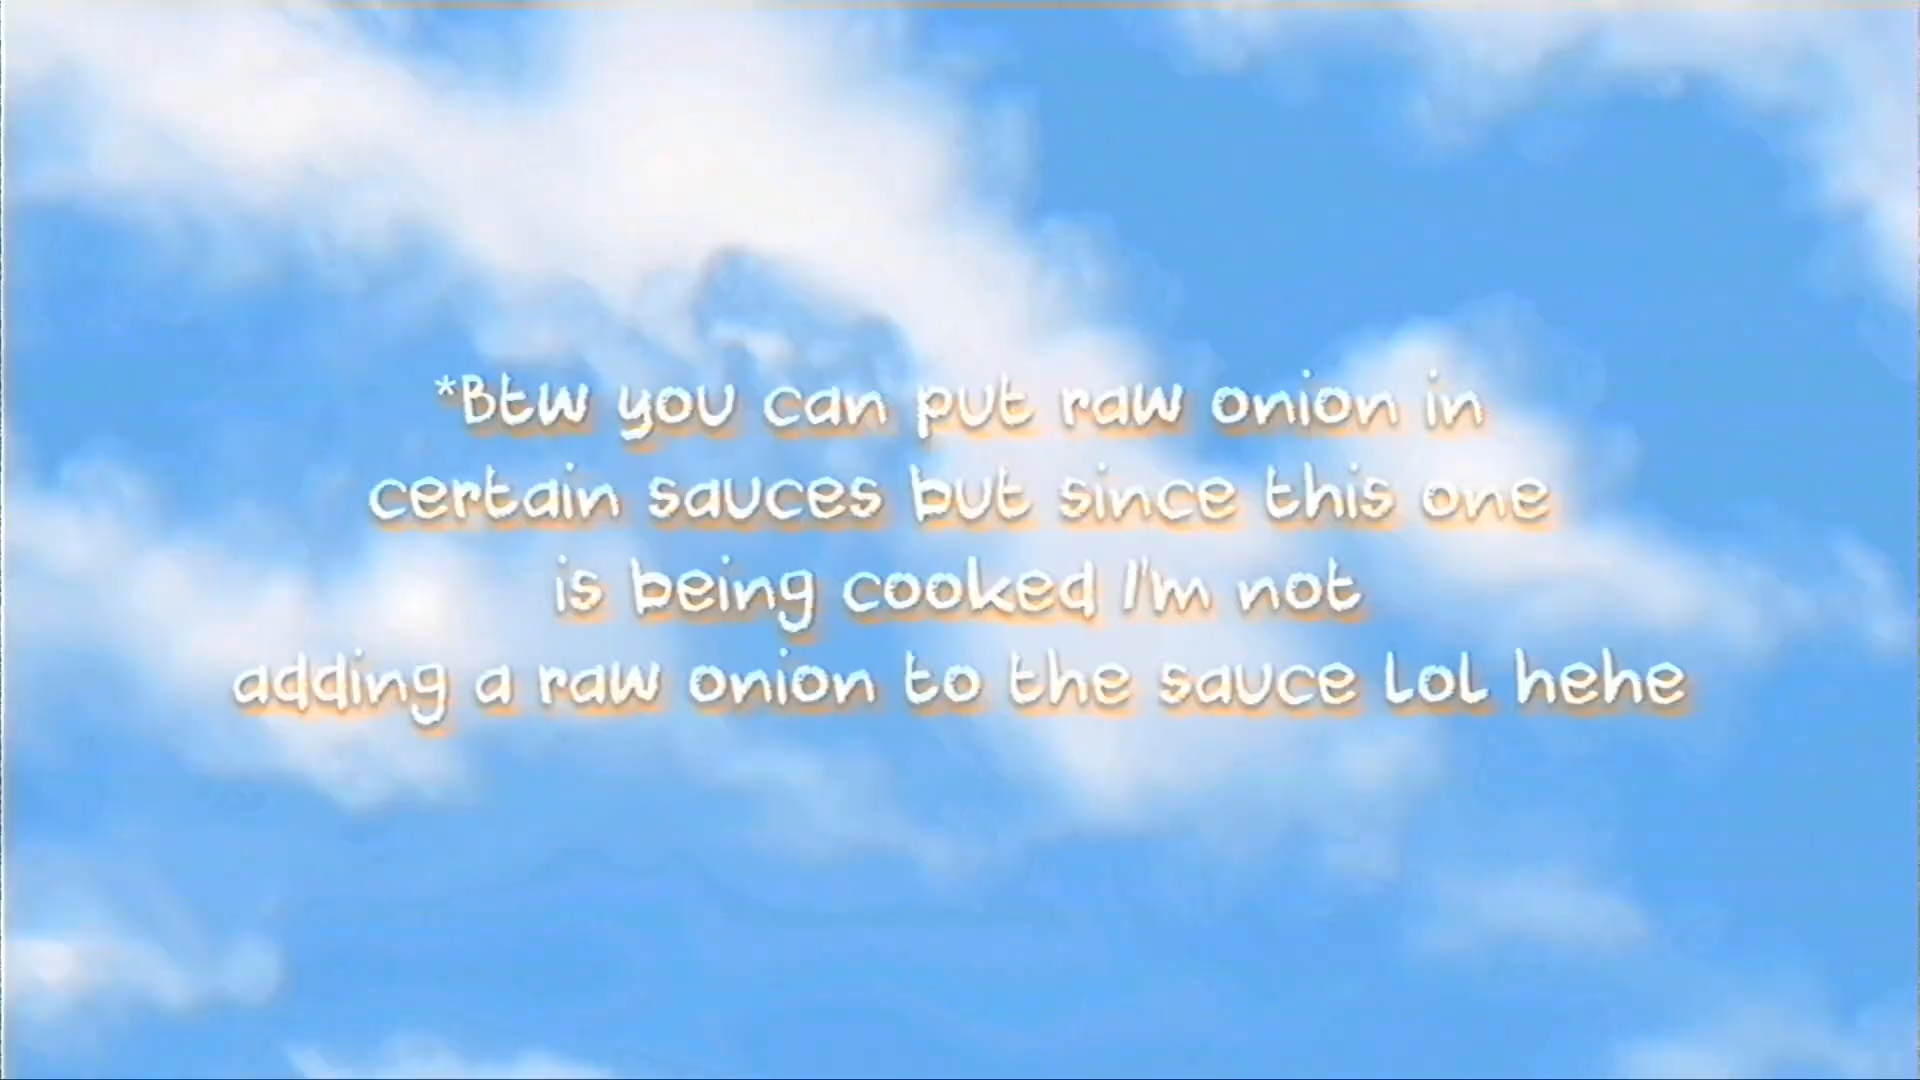 *Btw you can put raw onion in
certain sauces but since this one
is being cooked I'm not
adding a raw onion to the sauce LoL hehe